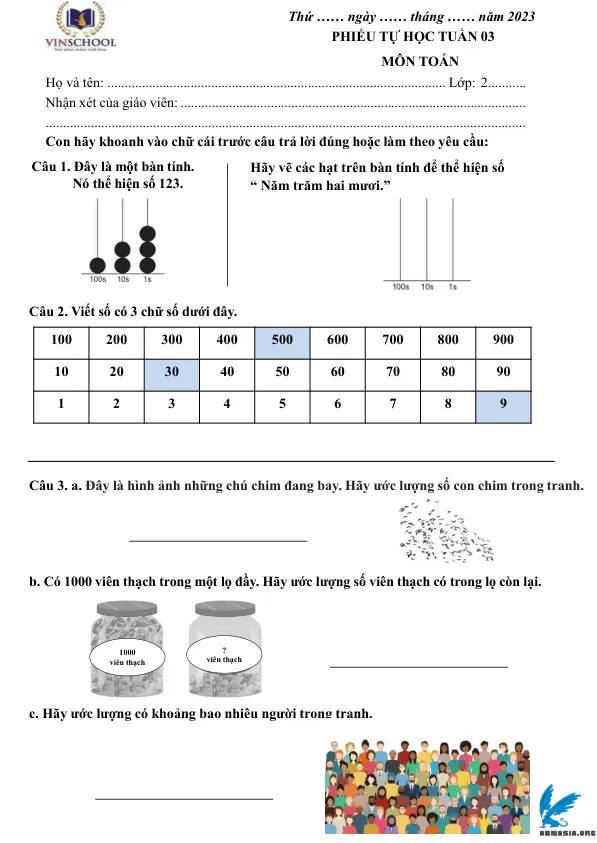 VINSCHOOL
Thứ …… ngày …… tháng …… năm 2023
PHIẾU TỰ HỌC TUẦN 03
MÔN TOÁN
Họ và tên: .................................................................................................. Lớp: 2...........
Nhận xét của giáo viên: ....................................................................................................
...........................................................................................................................................
Con hãy khoanh vào chữ cái trước câu trả lời đúng hoặc làm theo yêu cầu:
Câu 1. Đây là một bàn tính.
Nó thể hiện số 123.
100s 10s 1s
Hãy vẽ các hạt trên bàn tính để thể hiện số
“ Năm trăm hai mươi.”
100s 10s 1s
Câu 2. Viết số có 3 chữ số dưới đây.
100 200 300 400 500 600 700 800 900
10 20 30 40 50 60 70 80 90
1 2 3 4 5 6 7 8 9
Câu 3. a. Đây là hình ảnh những chú chim đang bay. Hãy ước lượng số con chim trong tranh.
b. Có 1000 viên thạch trong một lọ đầy. Hãy ước lượng số viên thạch có trong lọ còn lại.
1000
viên thạch
?
viên thạch
c. Hãy ước lượng có khoảng bao nhiêu người trong tranh.
ABNASIA.ORG